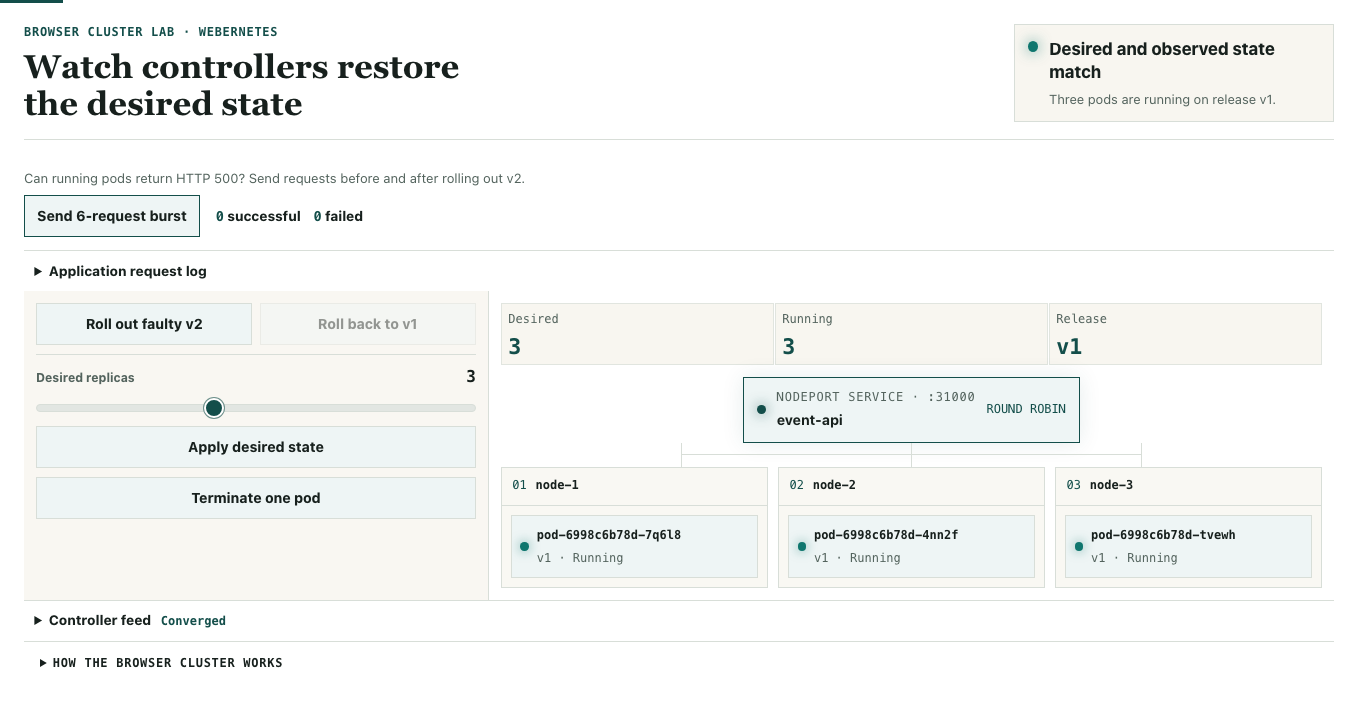 BROWSER CLUSTER LAB · WEBERNETES
Watch controllers restore
the desired state
Desired and observed state
match
Three pods are running on release v1.
Can running pods return HTTP 500? Send requests before and after rolling out v2.
Send 6-request burst
0 successful 0 failed
Application request log
Roll out faulty v2
Roll back to v1
Desired replicas
3
Apply desired state
Terminate one pod
Desired
3
Running
3
Release
v1
NODEPORT SERVICE · :31000
event-api
ROUND ROBIN
01 node-1
pod-6998c6b78d-7q6l8
v1 · Running
02 node-2
pod-6998c6b78d-4nn2f
v1 · Running
03 node-3
pod-6998c6b78d-tvewh
v1 · Running
Controller feed Converged
HOW THE BROWSER CLUSTER WORKS